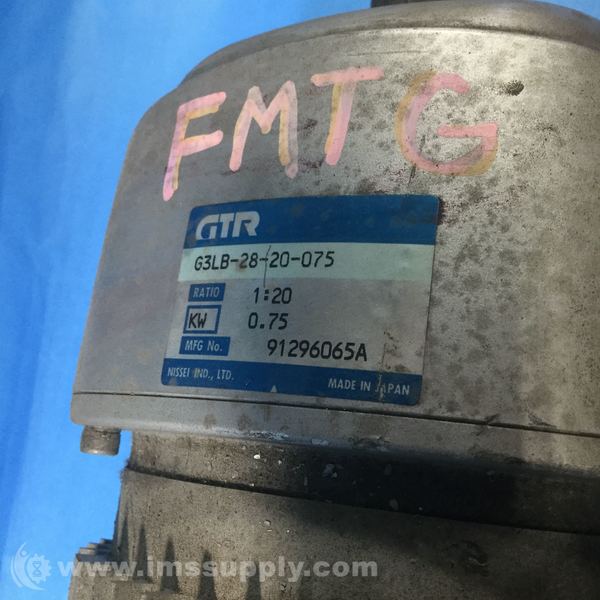 FMTG
GTR
G3LB-28-20-075
RATIO 1:20
KW 0.75
MFG No. 91296065A
NISSEI IND., LTD. MADE IN JAPAN
www.imssupply.com